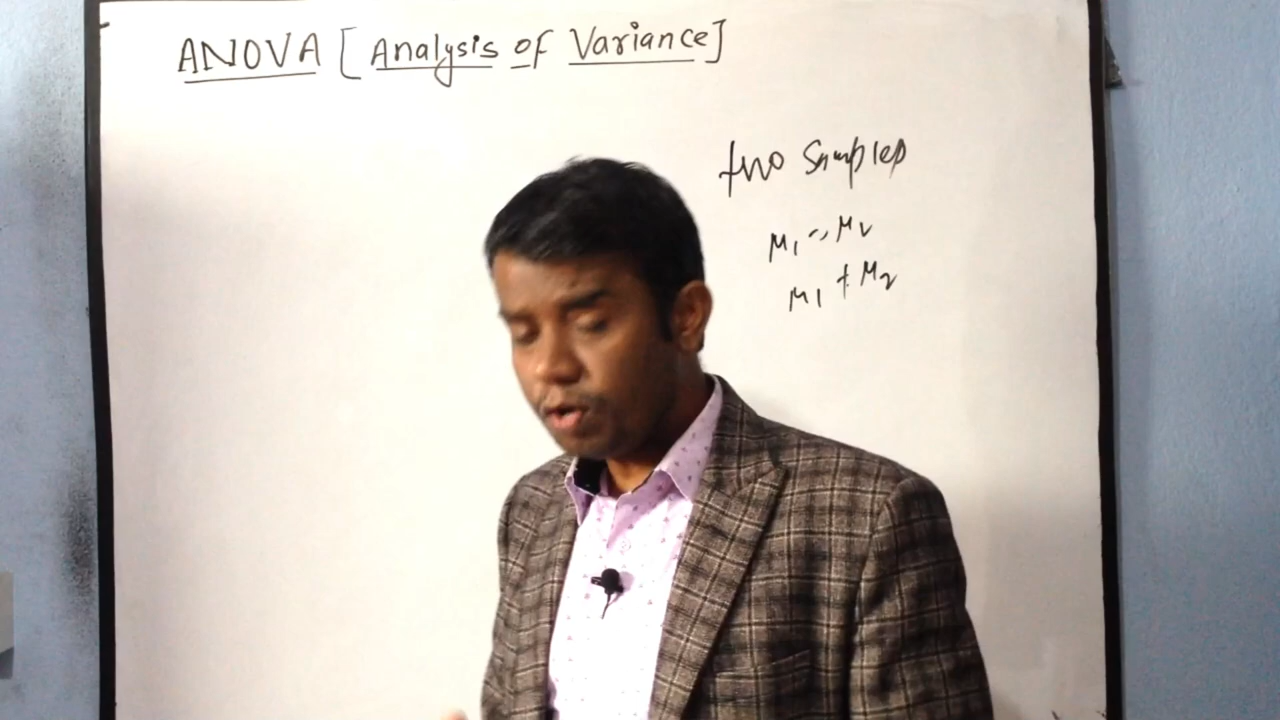 ANOVA [Analysis of Variance]
two Samples
μ₁ = μ₂
μ₁ ≠ μ₂